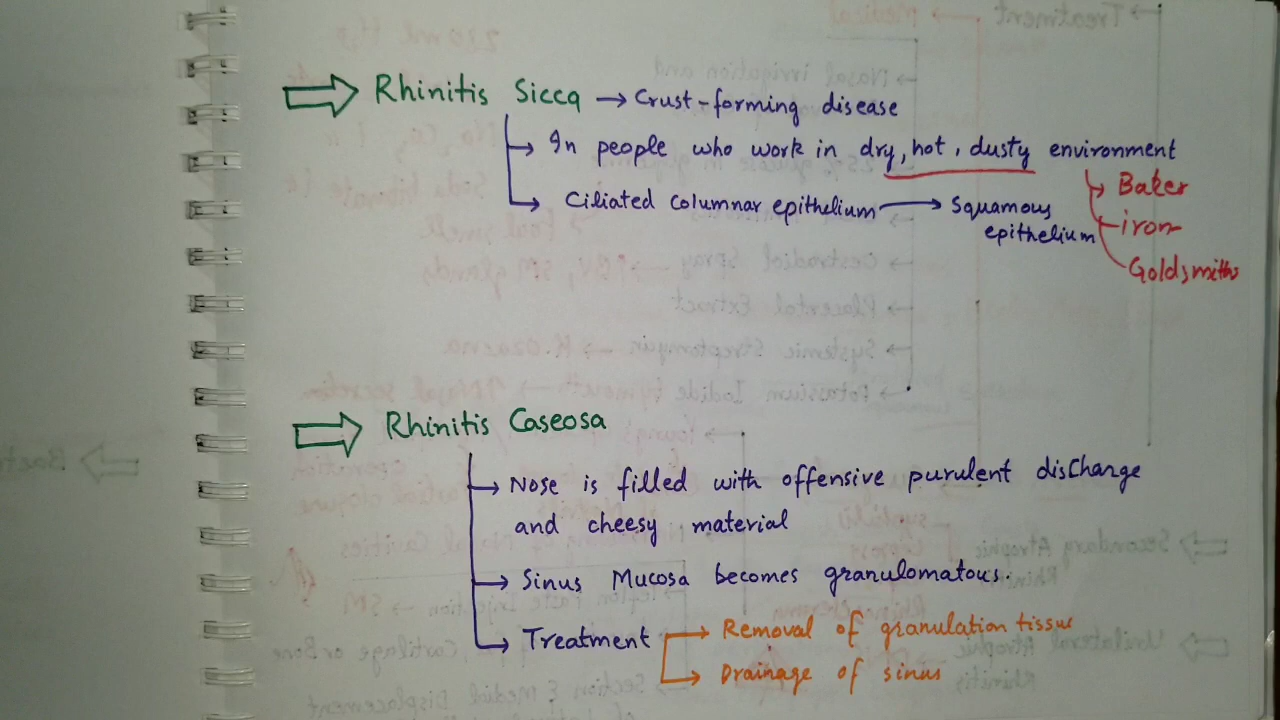 Rhinitis Sicca → Crust-forming disease
→ In people who work in dry, hot, dusty environment
→ Baker
iron
Goldsmiths
→ Ciliated columnar epithelium → Squamous
epithelium
Rhinitis Caseosa
→ Nose is filled with offensive purulent discharge
and cheesy material
→ Sinus Mucosa becomes granulomatous.
→ Treatment → Removal of granulation tissue
→ Drainage of sinus